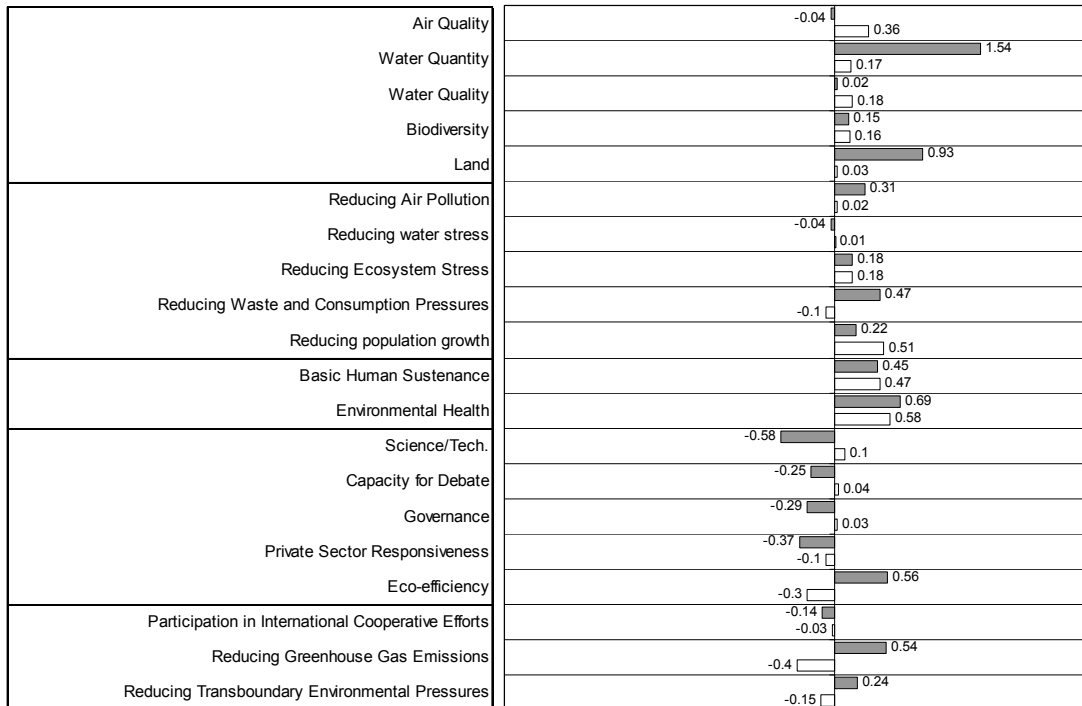 Air Quality
-0.04
0.36
Water Quantity
1.54
0.17
Water Quality
0.02
0.18
Biodiversity
0.15
0.16
Land
0.93
0.03
Reducing Air Pollution
0.31
0.02
Reducing water stress
-0.04
0.01
Reducing Ecosystem Stress
0.18
0.18
Reducing Waste and Consumption Pressures
0.47
-0.1
Reducing population growth
0.22
0.51
Basic Human Sustenance
0.45
0.47
Environmental Health
0.69
0.58
Science/Tech.
-0.58
0.1
Capacity for Debate
-0.25
0.04
Governance
-0.29
0.03
Private Sector Responsiveness
-0.37
-0.1
Eco-efficiency
0.56
-0.3
Participation in International Cooperative Efforts
-0.14
-0.03
Reducing Greenhouse Gas Emissions
0.54
-0.4
Reducing Transboundary Environmental Pressures
0.24
-0.15